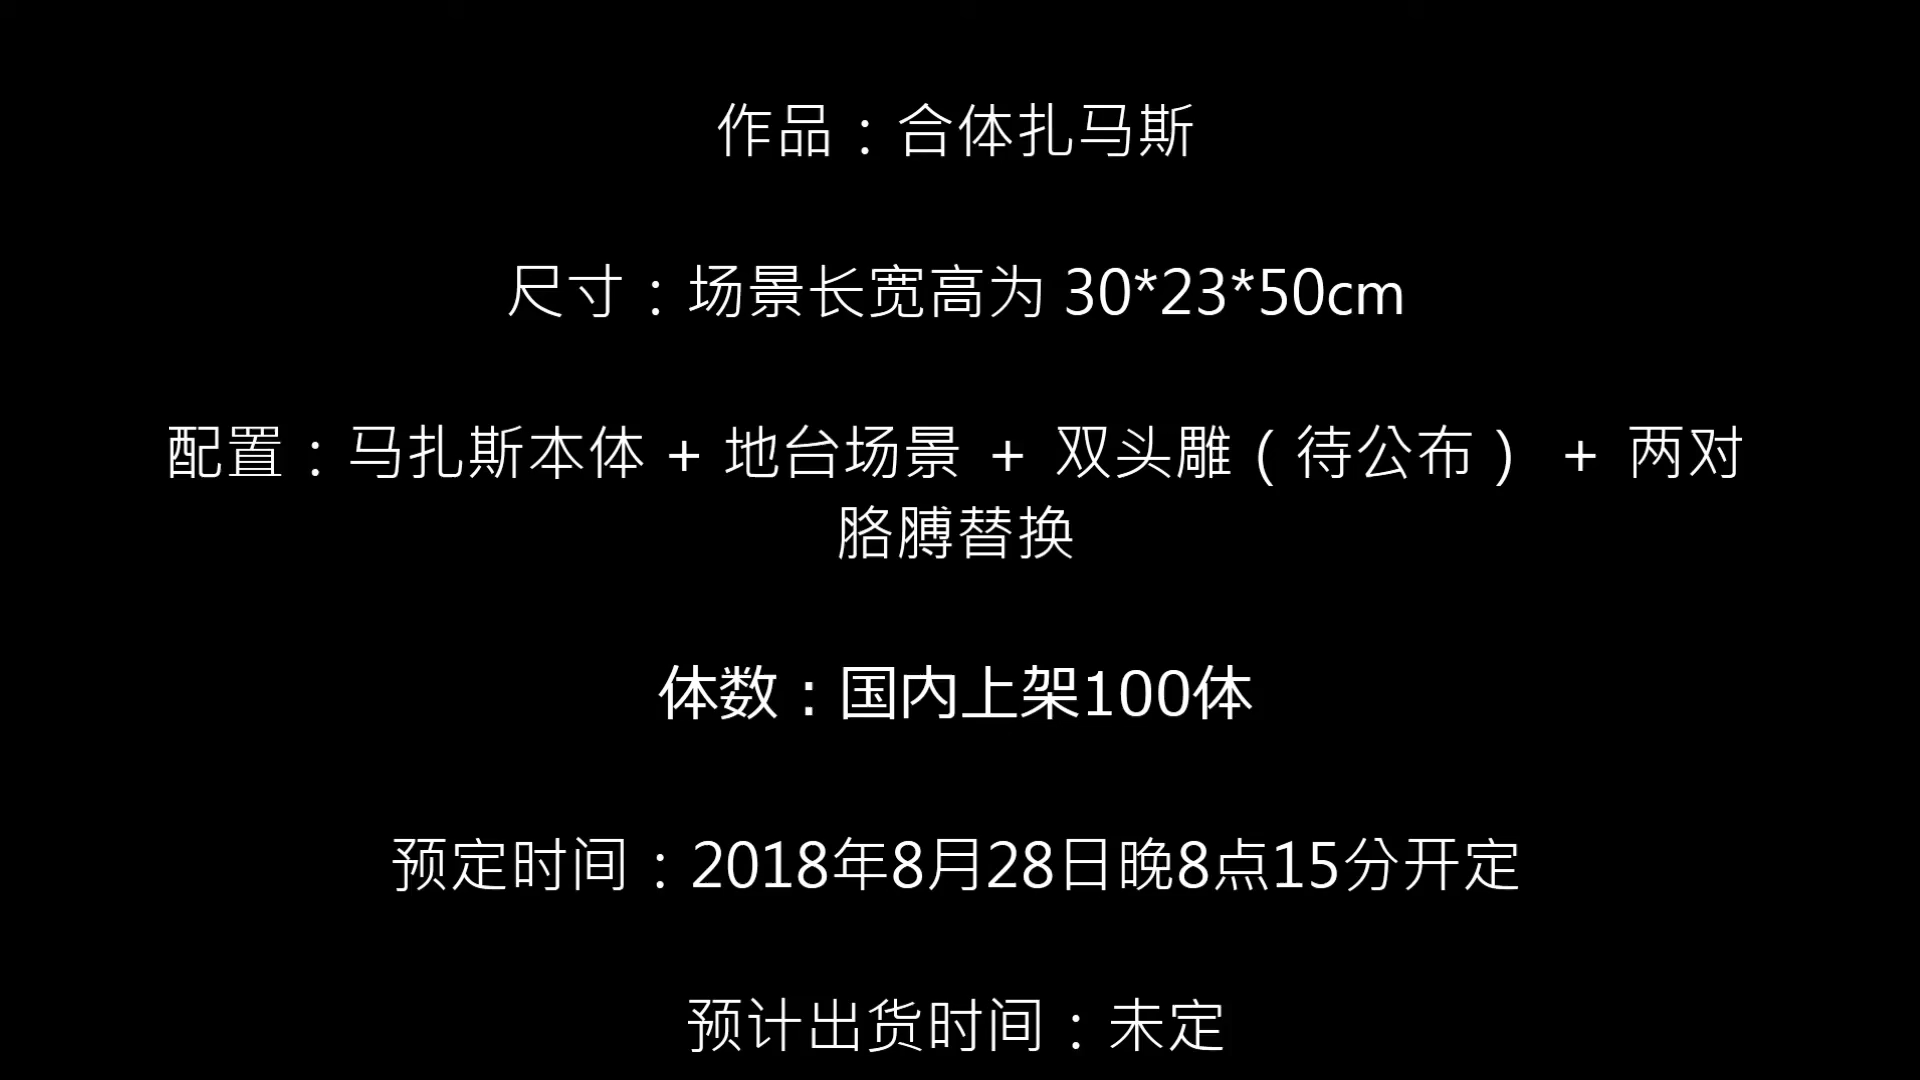 作品：合体扎马斯
尺寸：场景长宽高为 30*23*50cm
配置：马扎斯本体 + 地台场景 + 双头雕（待公布） + 两对
胳膊替换
体数：国内上架100体
预定时间：2018年8月28日晚8点15分开定
预计出货时间：未定